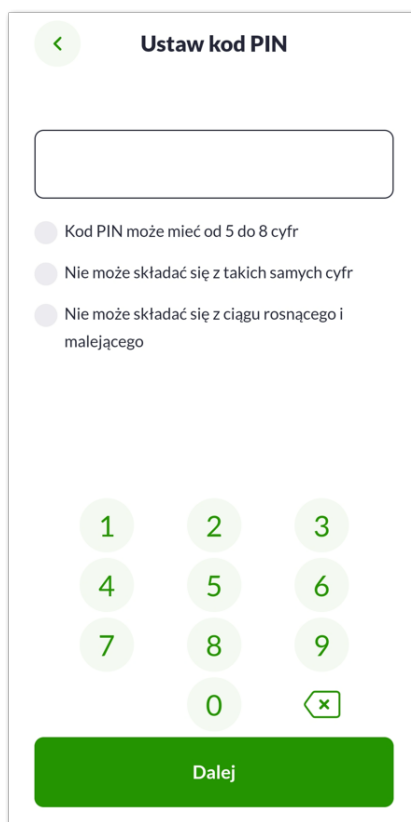 Ustaw kod PIN
Kod PIN może mieć od 5 do 8 cyfr
Nie może składać się z takich samych cyfr
Nie może składać się z ciągu rosnącego i
malejącego
1 2 3
4 5 6
7 8 9
0
Dalej